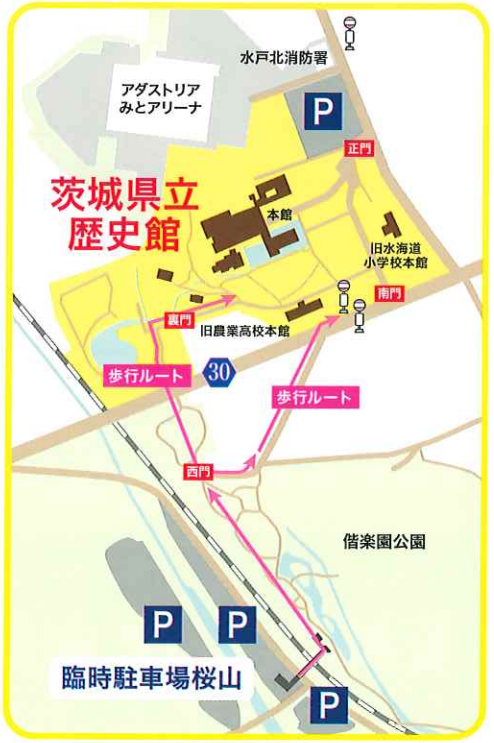 水戸北消防署
アダストリア
みとアリーナ
P
正門
茨城県立
歴史館
本館
旧水海道
小学校本館
南門
裏門
旧農業高校本館
歩行ルート
30
歩行ルート
西門
偕楽園公園
P
P
臨時駐車場桜山
P